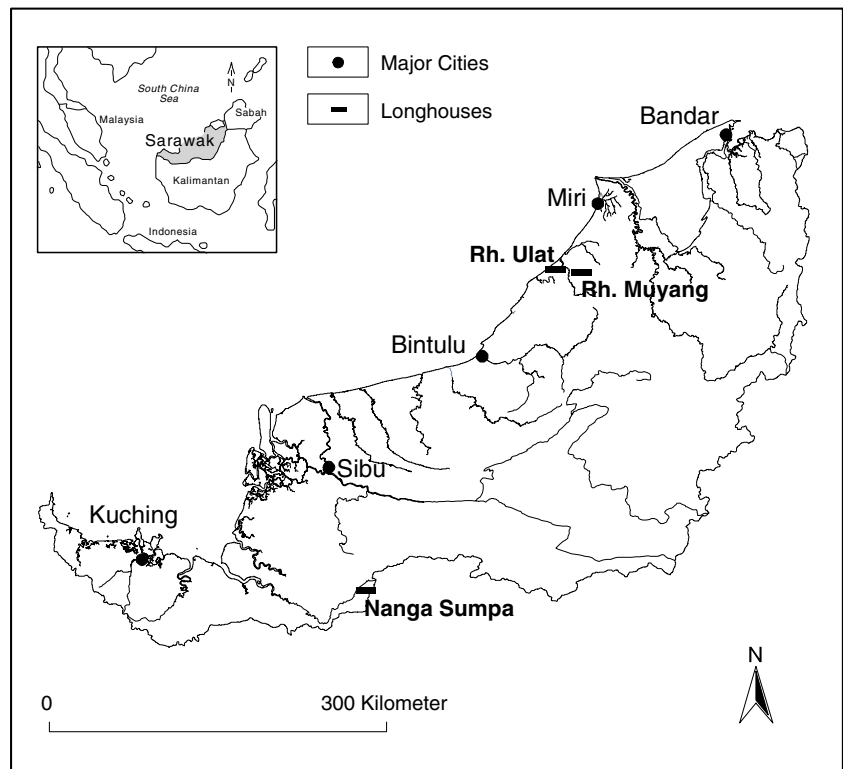 South China
Sea
N
Malaysia
Sabah
Sarawak
Kalimantan
Indonesia
Major Cities
Longhouses
Bandar
Miri
Rh. Ulat
Rh. Muyang
Bintulu
Sibu
Kuching
Nanga Sumpa
0
300 Kilometer
N